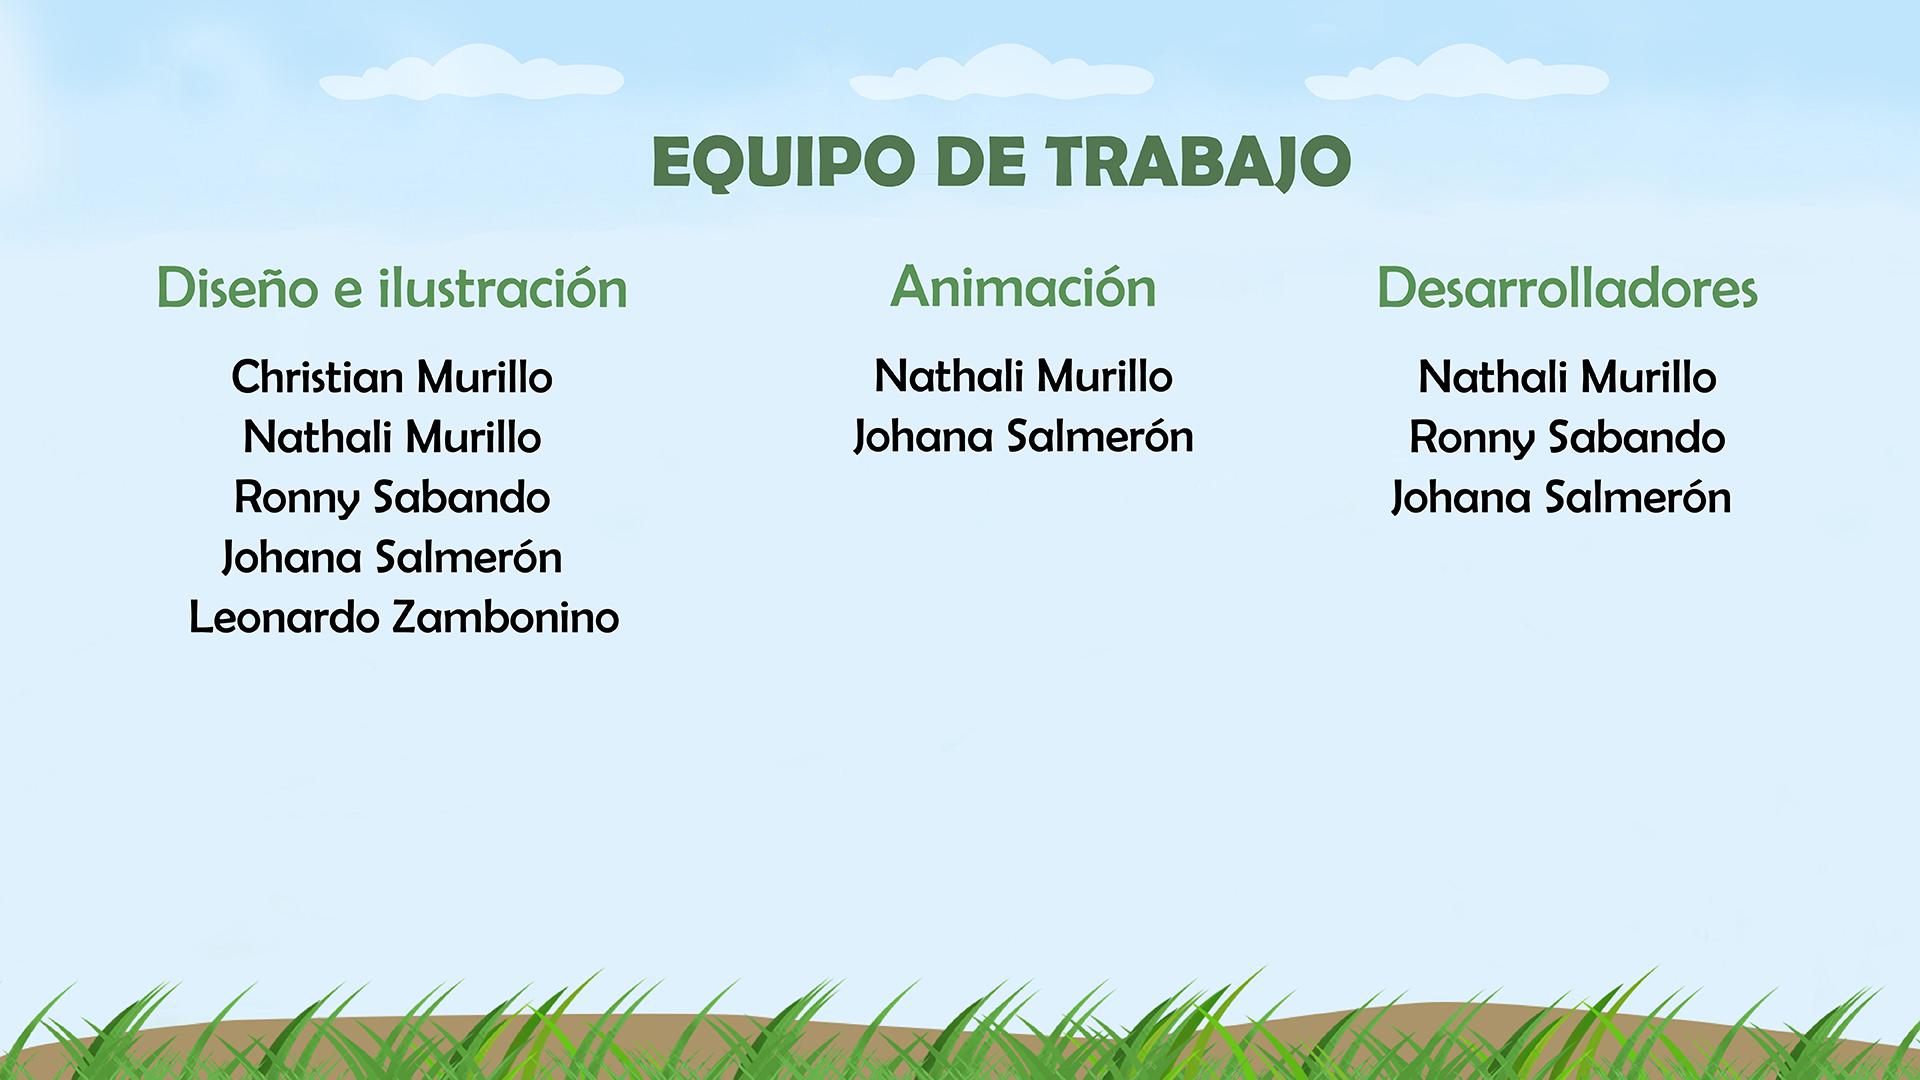 EQUIPO DE TRABAJO
Diseño e ilustración
Christian Murillo
Nathali Murillo
Ronny Sabando
Johana Salmerón
Leonardo Zambonino
Animación
Nathali Murillo
Johana Salmerón
Desarrolladores
Nathali Murillo
Ronny Sabando
Johana Salmerón